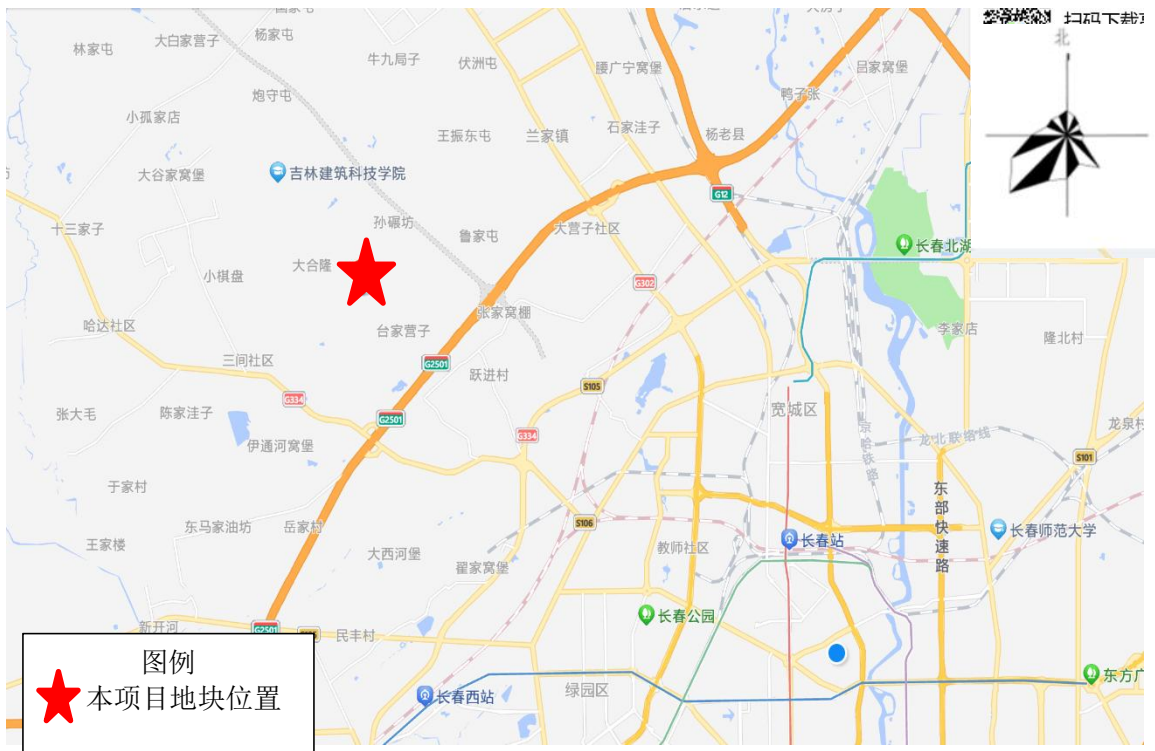 扫码下载
北
林家屯
大白家营子
杨家屯
牛九局子
伏洲屯
腰广宁窝堡
吕家窝堡
鸭子张
炮守屯
小孤家店
王振东屯
兰家镇
石家洼子
杨老县
大谷家窝堡
吉林建筑科技学院
G12
十三家子
孙碾坊
鲁家屯
大营子社区
长春北湖
大合隆
小棋盘
G302
哈达社区
台家营子
张家窝棚
李家店
隆北村
三间社区
G2501
跃进村
S105
G334
张大毛
陈家洼子
G2501
宽城区
伊通河窝堡
G334
京哈铁路
龙北联络线
龙泉村
S101
于家村
东部快速路
东马家油坊
岳家村
S106
长春师范大学
王家楼
大西河堡
翟家窝堡
教师社区
长春站
新开河
G2501
民丰村
长春公园
图例
本项目地块位置
长春西站
绿园区
东方广